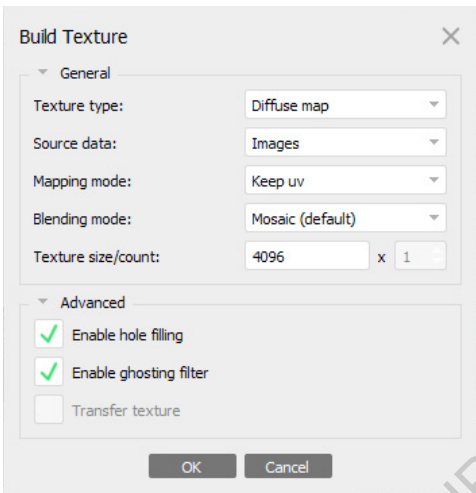 Build Texture
General
Texture type: Diffuse map
Source data: Images
Mapping mode: Keep uv
Blending mode: Mosaic (default)
Texture size/count: 4096 x 1
Advanced
Enable hole filling
Enable ghosting filter
Transfer texture
OK Cancel